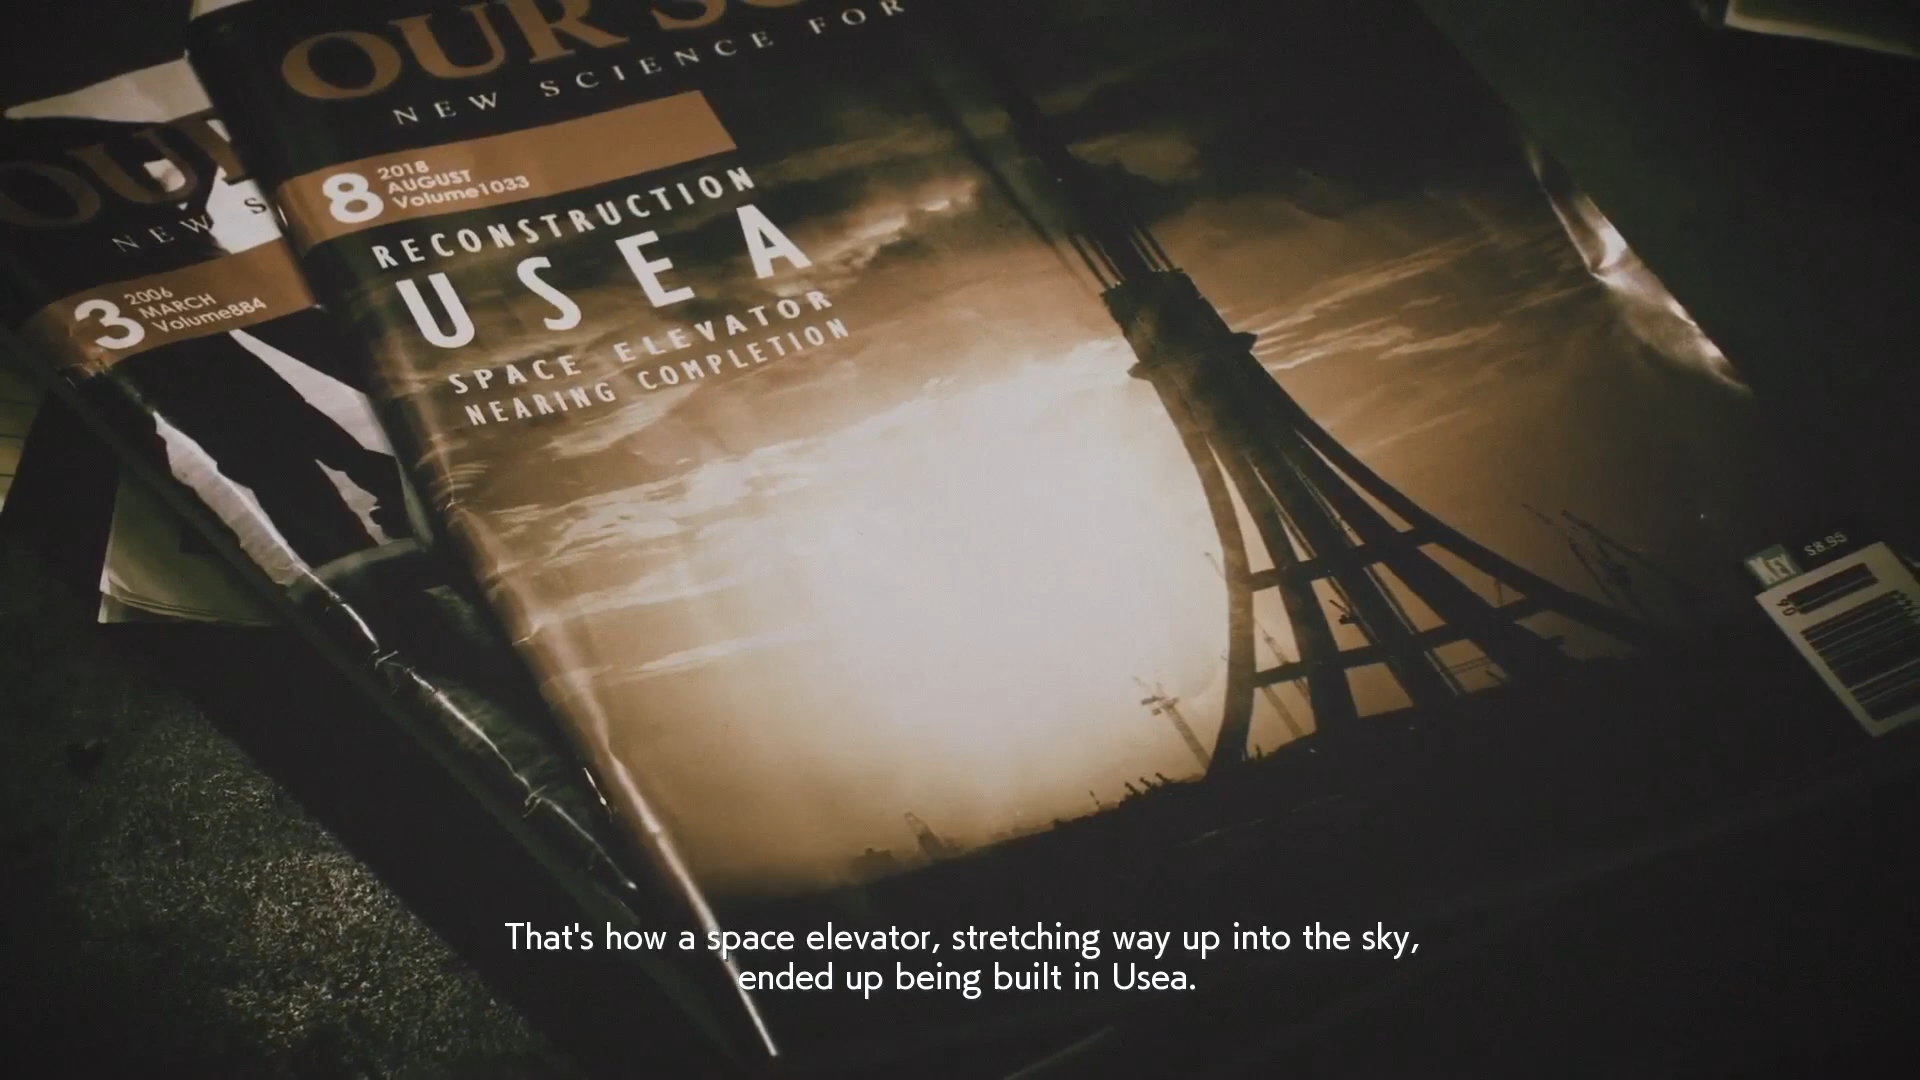 OUR SC
NEW SCIENCE FOR
8
2018
AUGUST
Volume1033
RECONSTRUCTION
USEA
SPACE ELEVATOR
NEARING COMPLETION
OUR
NEW S
3
2006
MARCH
Volume884
KEY
$8.95
That's how a space elevator, stretching way up into the sky,
ended up being built in Usea.